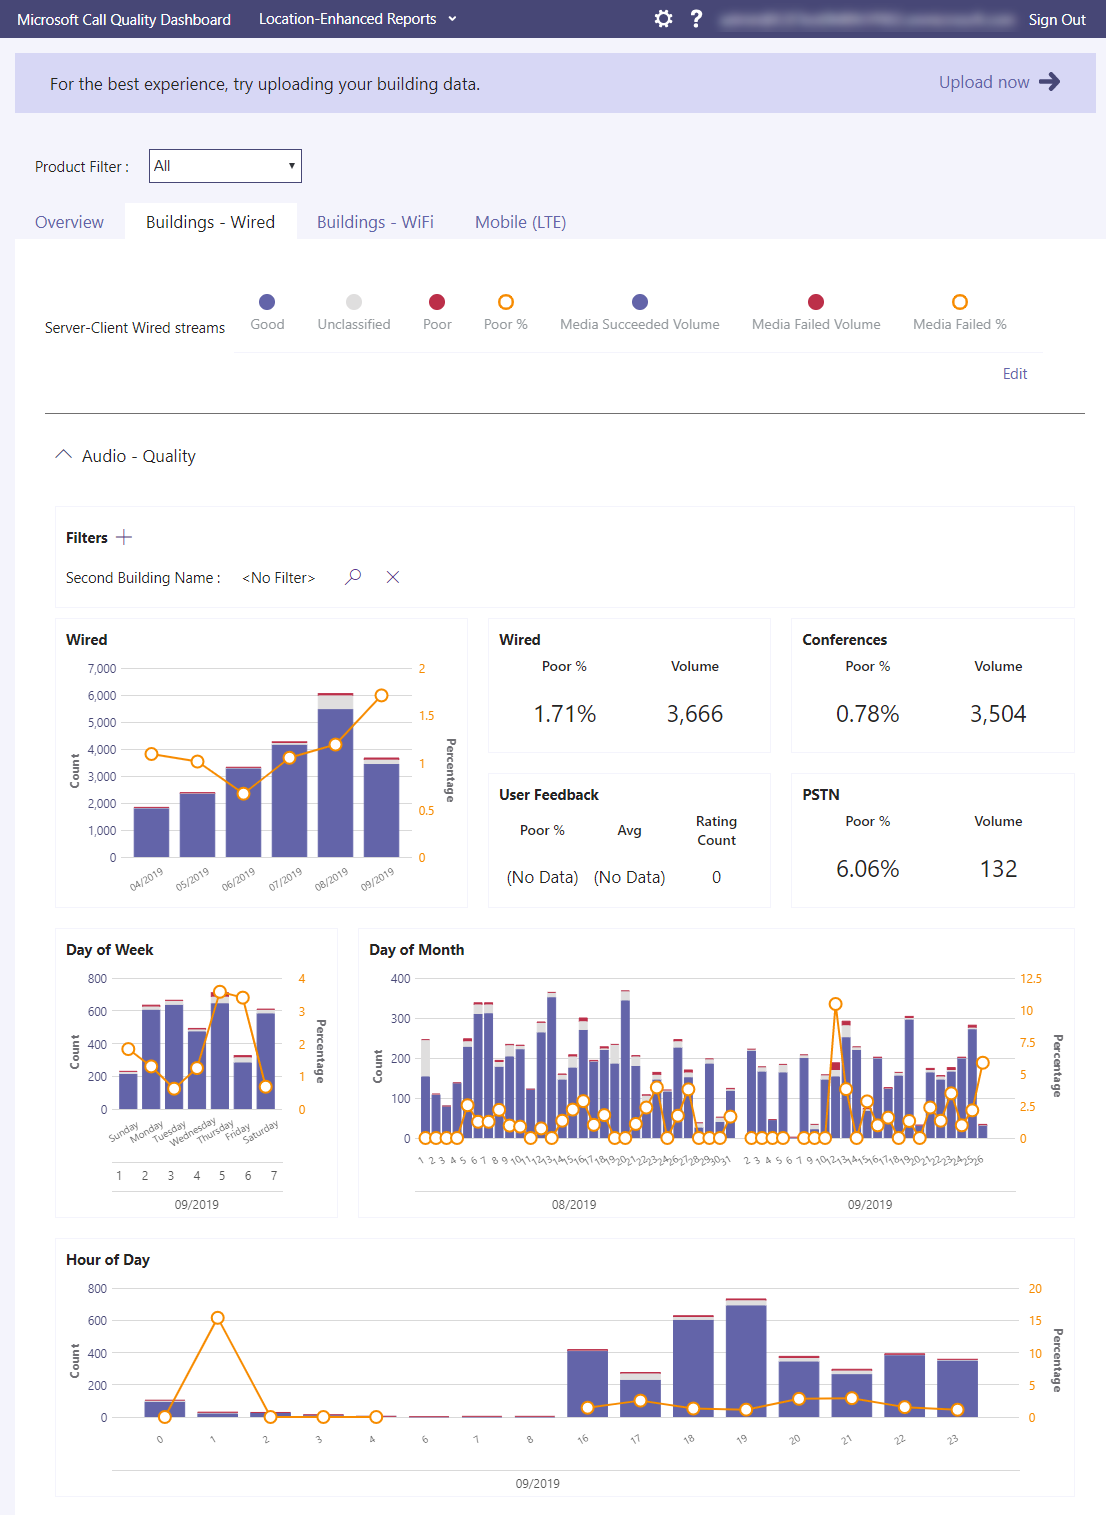 Microsoft Call Quality Dashboard Location-Enhanced Reports ? Sign Out
For the best experience, try uploading your building data. Upload now
Product Filter : All
Overview Buildings - Wired Buildings - WiFi Mobile (LTE)
Server-Client Wired streams Good Unclassified Poor Poor % Media Succeeded Volume Media Failed Volume Media Failed %
Edit
Audio - Quality
Filters
Second Building Name : <No Filter>
Wired
7,000 2
6,000
5,000 1.5
4,000 1
3,000
2,000 0.5
1,000
0 0
Count
Percentage
04/2019 05/2019 06/2019 07/2019 08/2019 09/2019
Wired
Poor % Volume
1.71% 3,666
Conferences
Poor % Volume
0.78% 3,504
User Feedback
Poor % Avg Rating Count
(No Data) (No Data) 0
PSTN
Poor % Volume
6.06% 132
Day of Week
800 4
600 3
400 2
200 1
0 0
Count
Percentage
Sunday Monday Tuesday Wednesday Thursday Friday Saturday
1 2 3 4 5 6 7
09/2019
Day of Month
400 12.5
300 10
200 7.5
100 5
0 2.5
0
Count
Percentage
1 2 3 4 5 6 7 8 9 10 11 12 13 14 15 16 17 18 19 20 21 22 23 24 26 27 28 29 30 31 2 3 4 5 6 7 9 10 12 13 14 15 16 17 18 19 20 21 22 23 24 25 26
08/2019 09/2019
Hour of Day
800 20
600 15
400 10
200 5
0 0
Count
Percentage
0 1 2 3 4 6 7 8 16 17 18 19 20 21 22 23
09/2019